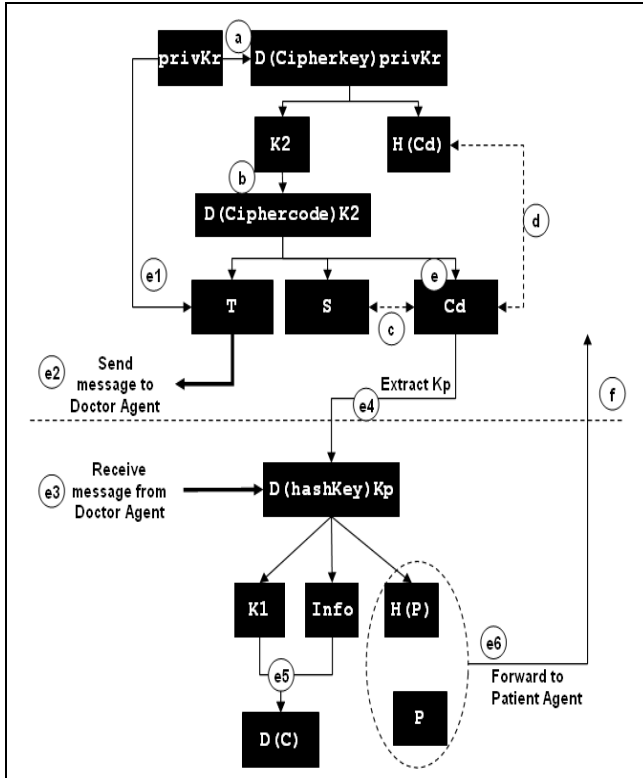 a
privKr
D(Cipherkey)privKr
K2
H(Cd)
b
D(Ciphercode)K2
d
e1
e
T
S
Cd
c
e2
Send
message to
Doctor Agent
Extract Kp
e4
f
e3
Receive
message from
Doctor Agent
D(hashKey)Kp
K1
Info
H(P)
e5
e6
Forward to
Patient Agent
P
D(C)